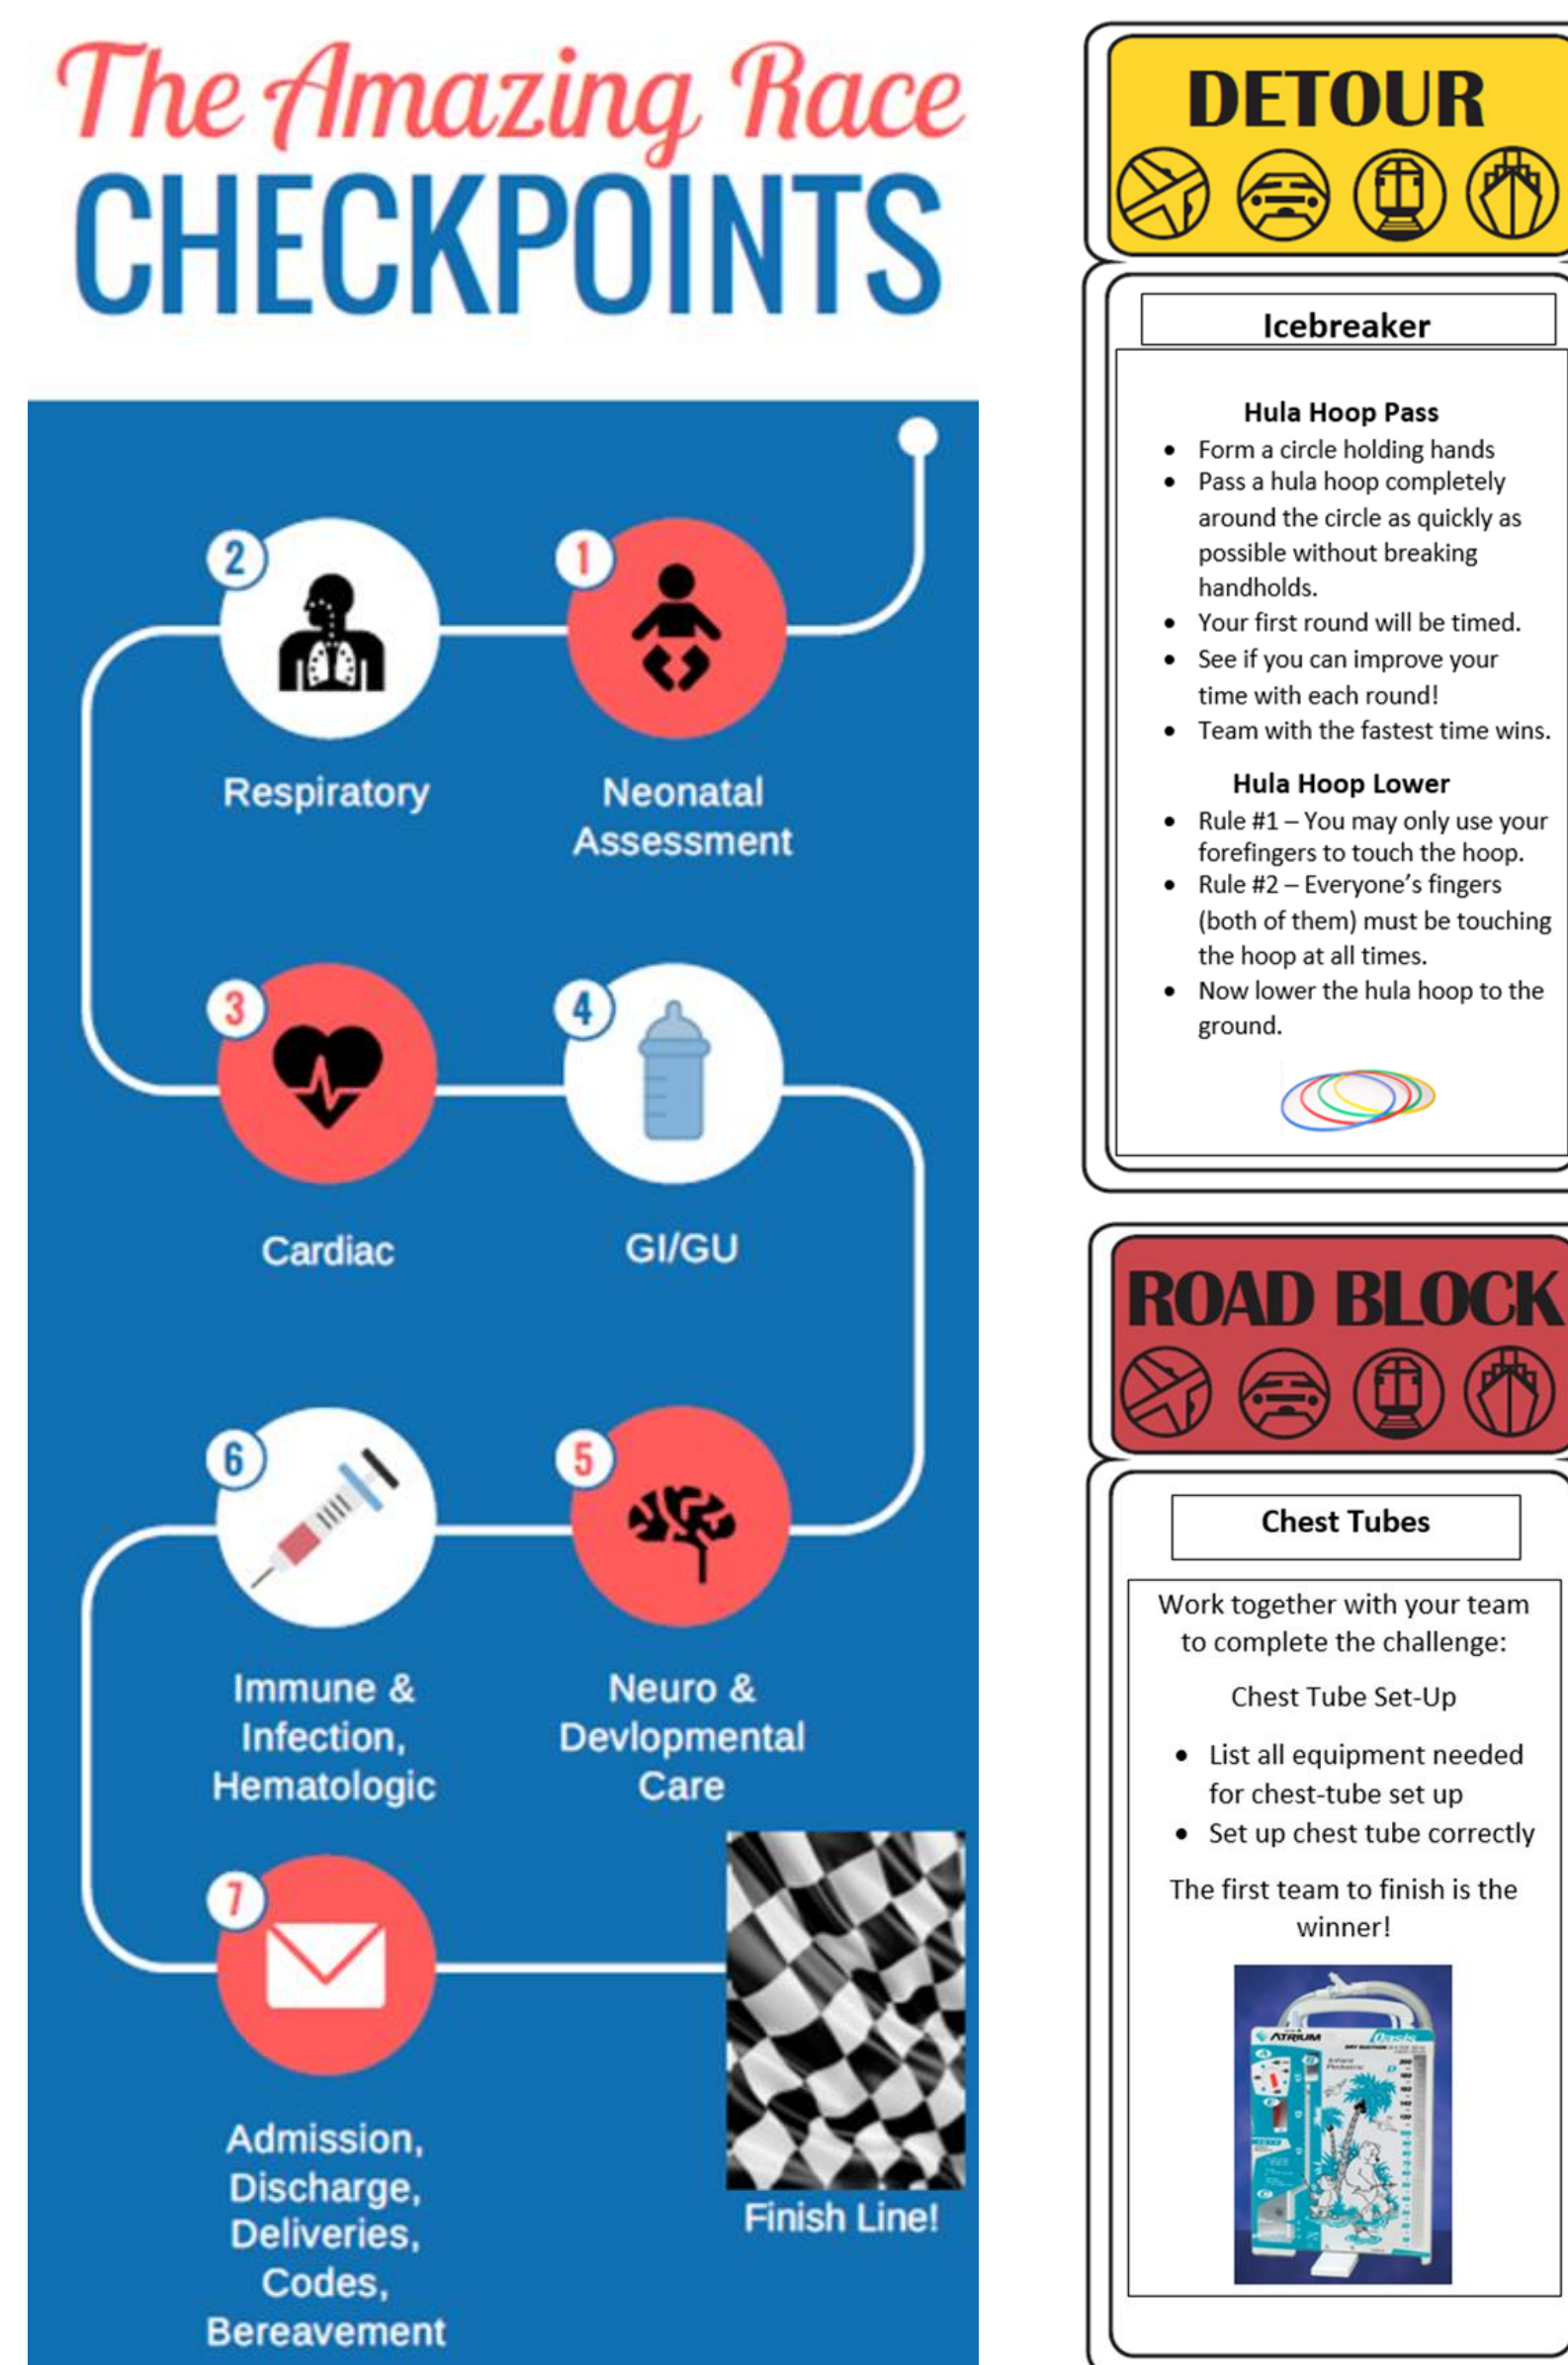 The Amazing Race
CHECKPOINTS
1
Neonatal
Assessment
2
Respiratory
3
Cardiac
4
GI/GU
5
Neuro &
Devlopmental
Care
6
Immune &
Infection,
Hematologic
7
Admission,
Discharge,
Deliveries,
Codes,
Bereavement
Finish Line!
DETOUR
Icebreaker
Hula Hoop Pass
• Form a circle holding hands
• Pass a hula hoop completely
around the circle as quickly as
possible without breaking
handholds.
• Your first round will be timed.
• See if you can improve your
time with each round!
• Team with the fastest time wins.
Hula Hoop Lower
• Rule #1 – You may only use your
forefingers to touch the hoop.
• Rule #2 – Everyone’s fingers
(both of them) must be touching
the hoop at all times.
• Now lower the hula hoop to the
ground.
ROAD BLOCK
Chest Tubes
Work together with your team
to complete the challenge:
Chest Tube Set-Up
• List all equipment needed
for chest-tube set up
• Set up chest tube correctly
The first team to finish is the
winner!
ATRIUM
Oasis